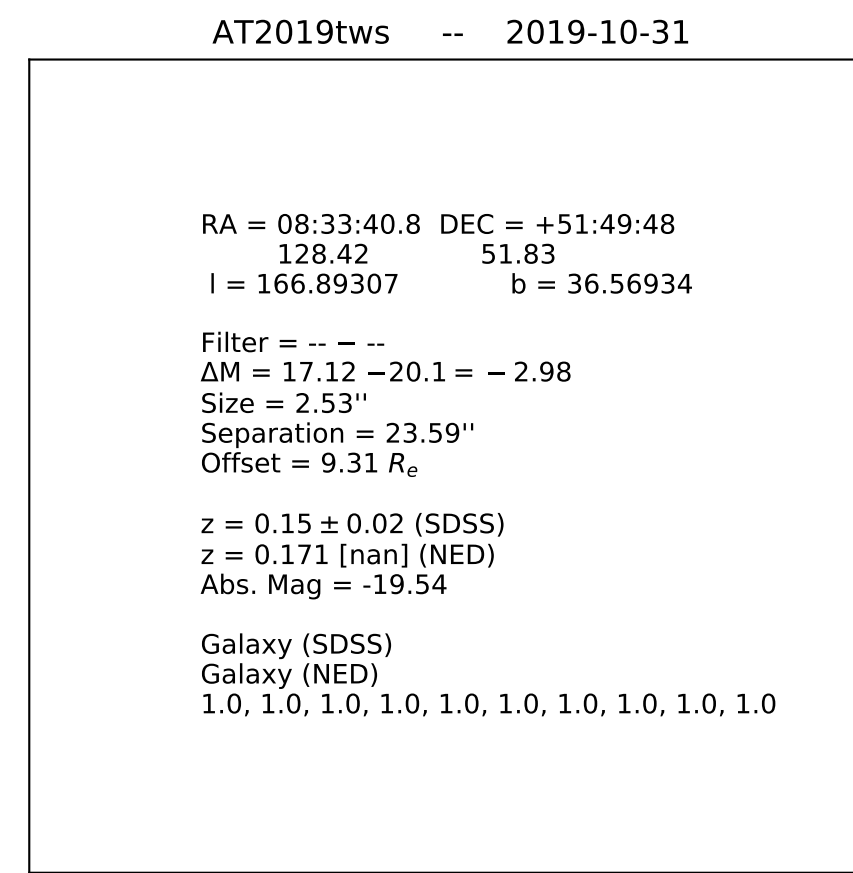 AT2019tws -- 2019-10-31
RA = 08:33:40.8 DEC = +51:49:48
128.42 51.83
l = 166.89307 b = 36.56934
Filter = -- − --
ΔM = 17.12 −20.1 = − 2.98
Size = 2.53''
Separation = 23.59''
Offset = 9.31 Rₑ
z = 0.15 ± 0.02 (SDSS)
z = 0.171 [nan] (NED)
Abs. Mag = -19.54
Galaxy (SDSS)
Galaxy (NED)
1.0, 1.0, 1.0, 1.0, 1.0, 1.0, 1.0, 1.0, 1.0, 1.0